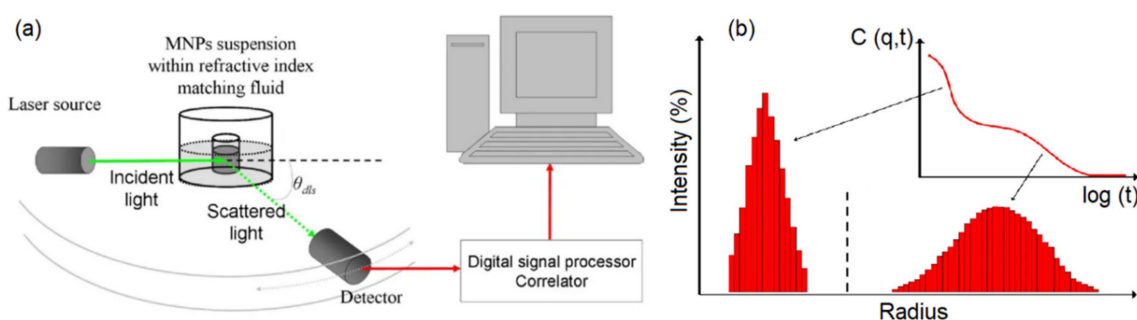 (a)
MNPs suspension
within refractive index
matching fluid
Laser source
Incident
light
θdls
Scattered
light
Detector
Digital signal processor
Correlator
(b)
C (q,t)
log (t)
Intensity (%)
Radius